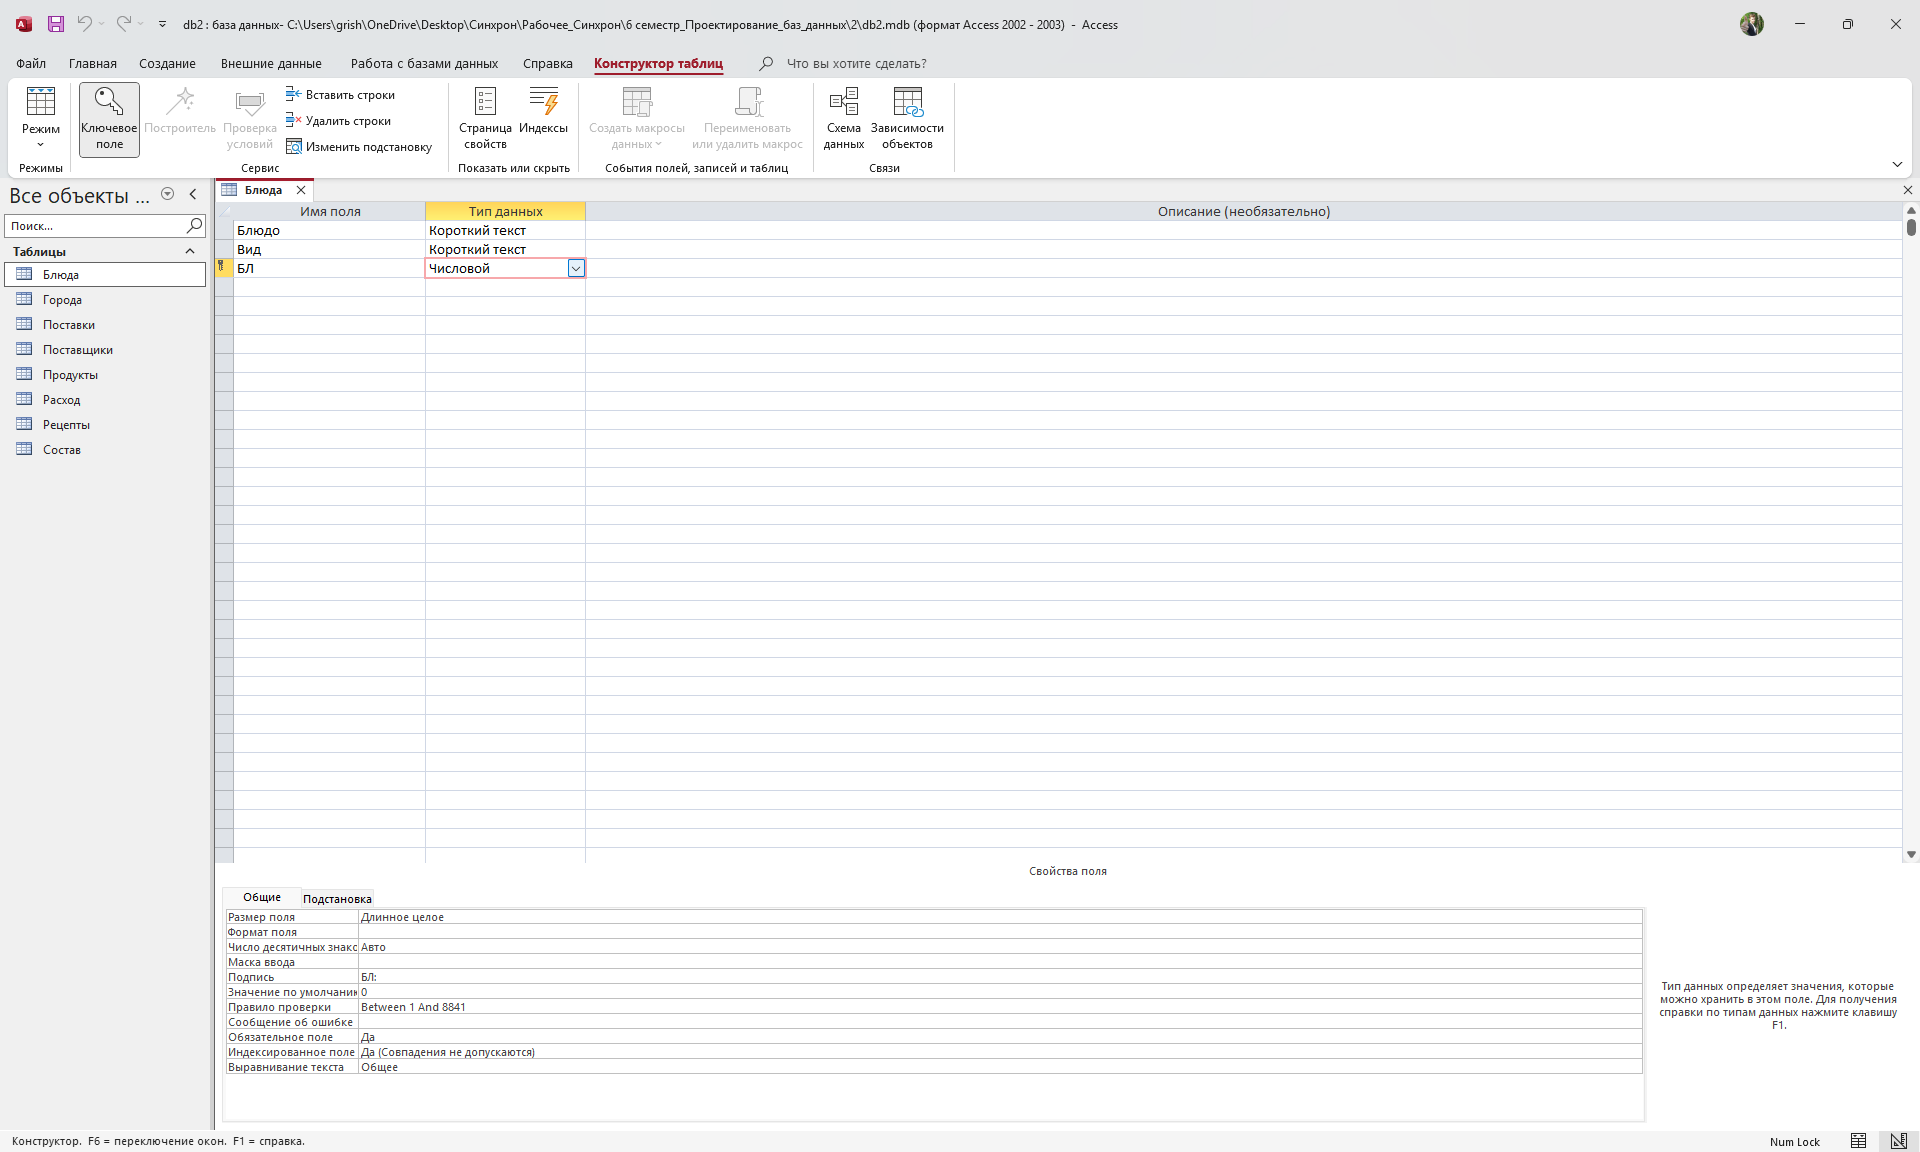 db2 : база данных- C:\Users\grish\OneDrive\Desktop\Синхрон\Рабочее_Синхрон\6 семестр_Проектирование_баз_данных\2\db2.mdb (формат Access 2002 - 2003) - Access
Файл Главная Создание Внешние данные Работа с базами данных Справка Конструктор таблиц Что вы хотите сделать?
Режим
Режимы
Ключевое поле
Построитель
Проверка условий
Вставить строки
Удалить строки
Изменить подстановку
Сервис
Страница свойств
Индексы
Показать или скрыть
Создать макросы данных
Переименовать или удалить макрос
События полей, записей и таблиц
Схема данных
Зависимости объектов
Связи
Все объекты ...
Поиск...
Таблицы
Блюда
Города
Поставки
Поставщики
Продукты
Расход
Рецепты
Состав
Блюда
Имя поля Тип данных Описание (необязательно)
Блюдо Короткий текст
Вид Короткий текст
БЛ Числовой
Свойства поля
Общие Подстановка
Размер поля Длинное целое
Формат поля
Число десятичных знако Авто
Маска ввода
Подпись БЛ:
Значение по умолчани 0
Правило проверки Between 1 And 8841
Сообщение об ошибке
Обязательное поле Да
Индексированное поле Да (Совпадения не допускаются)
Выравнивание текста Общее
Тип данных определяет значения, которые
можно хранить в этом поле. Для получения
справки по типам данных нажмите клавишу
F1.
Конструктор. F6 = переключение окон. F1 = справка.
Num Lock